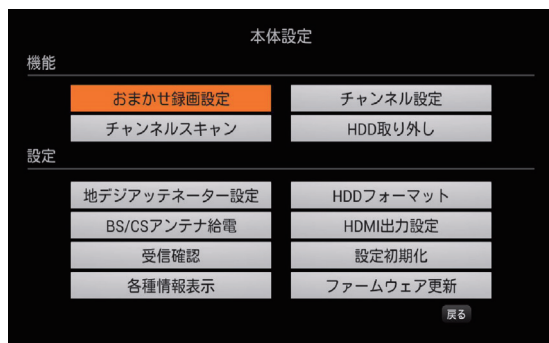 本体設定
機能
おまかせ録画設定 チャンネル設定
チャンネルスキャン HDD取り外し
設定
地デジアッテネーター設定 HDDフォーマット
BS/CSアンテナ給電 HDMI出力設定
受信確認 設定初期化
各種情報表示 ファームウェア更新
戻る